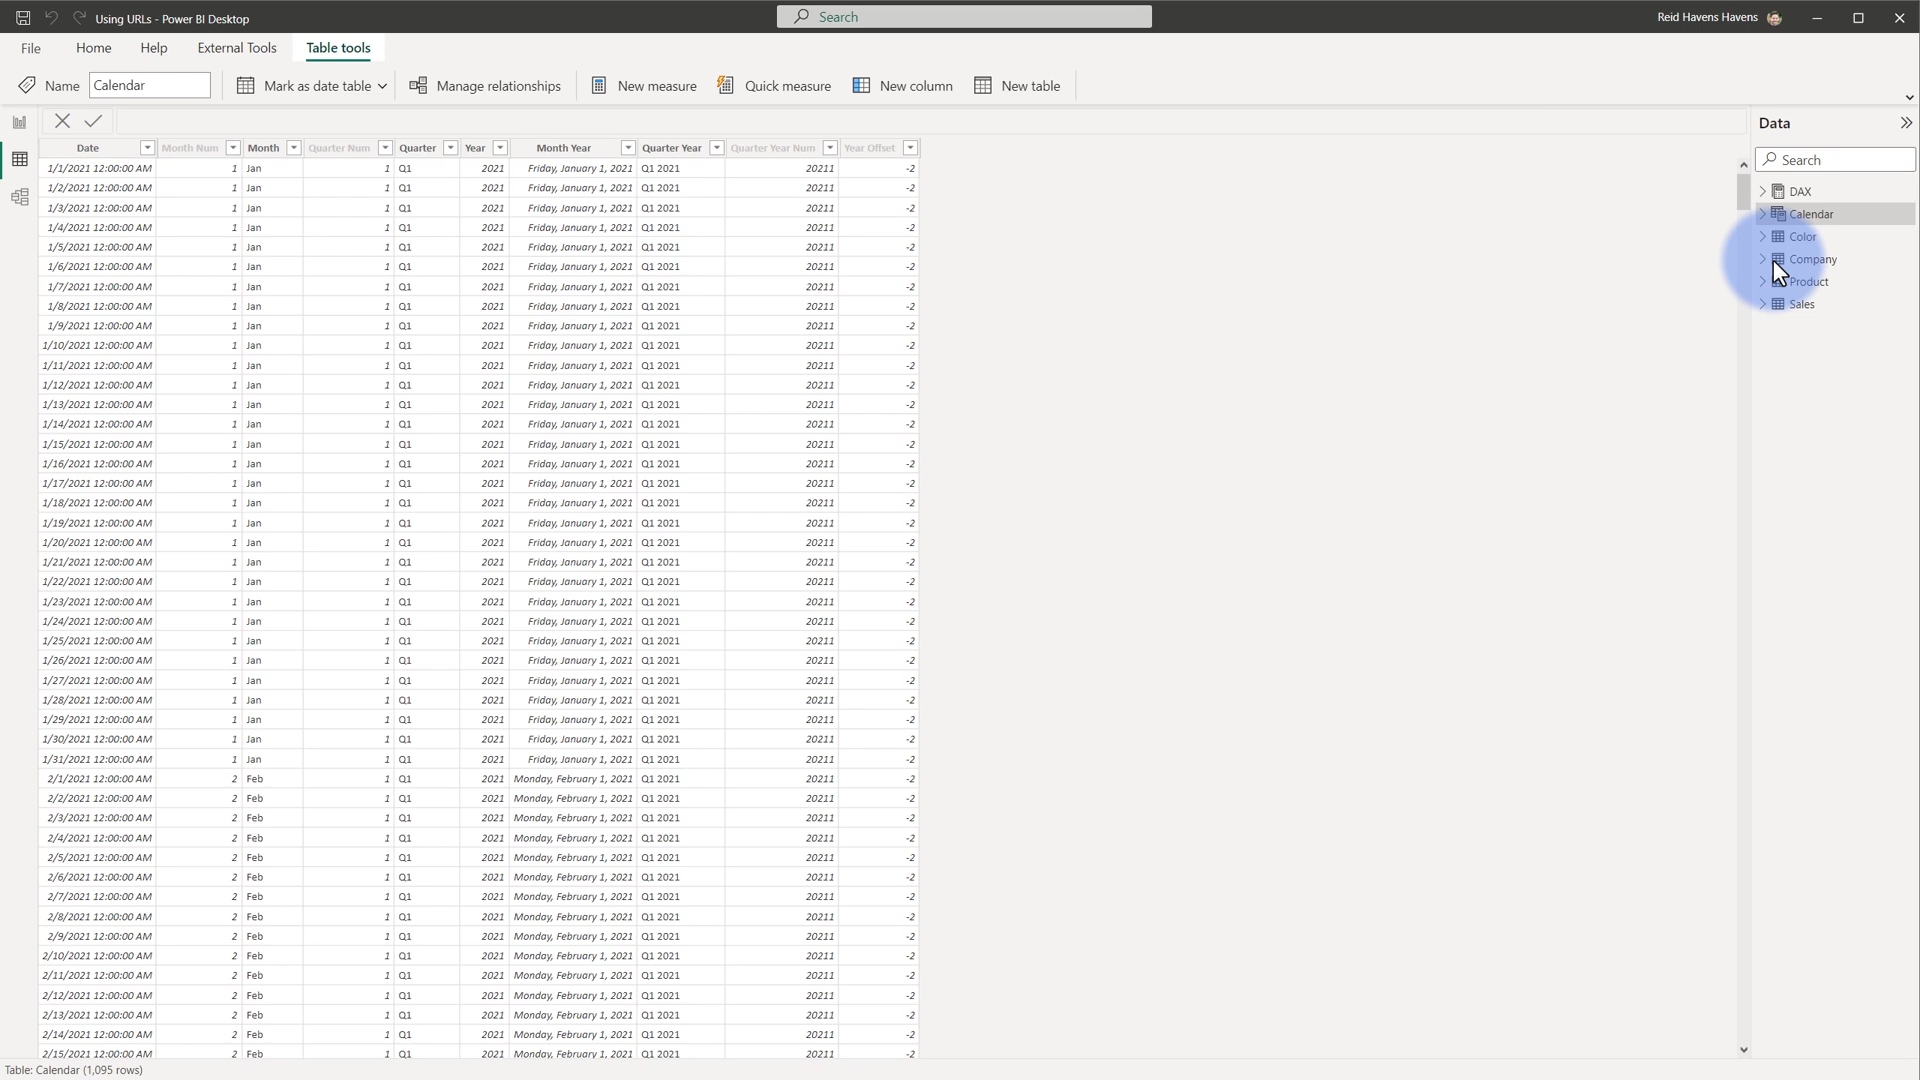 Using URLs - Power BI Desktop
Search
Reid Havens Havens
File
Home
Help
External Tools
Table tools
Name
Calendar
Mark as date table
Manage relationships
New measure
Quick measure
New column
New table
Date Month Num Month Quarter Num Quarter Year Month Year Quarter Year Quarter Year Num Year Offset
1/1/2021 12:00:00 AM 1 Jan 1 Q1 2021 Friday, January 1, 2021 Q1 2021 20211 -2
1/2/2021 12:00:00 AM 1 Jan 1 Q1 2021 Friday, January 1, 2021 Q1 2021 20211 -2
1/3/2021 12:00:00 AM 1 Jan 1 Q1 2021 Friday, January 1, 2021 Q1 2021 20211 -2
1/4/2021 12:00:00 AM 1 Jan 1 Q1 2021 Friday, January 1, 2021 Q1 2021 20211 -2
1/5/2021 12:00:00 AM 1 Jan 1 Q1 2021 Friday, January 1, 2021 Q1 2021 20211 -2
1/6/2021 12:00:00 AM 1 Jan 1 Q1 2021 Friday, January 1, 2021 Q1 2021 20211 -2
1/7/2021 12:00:00 AM 1 Jan 1 Q1 2021 Friday, January 1, 2021 Q1 2021 20211 -2
1/8/2021 12:00:00 AM 1 Jan 1 Q1 2021 Friday, January 1, 2021 Q1 2021 20211 -2
1/9/2021 12:00:00 AM 1 Jan 1 Q1 2021 Friday, January 1, 2021 Q1 2021 20211 -2
1/10/2021 12:00:00 AM 1 Jan 1 Q1 2021 Friday, January 1, 2021 Q1 2021 20211 -2
1/11/2021 12:00:00 AM 1 Jan 1 Q1 2021 Friday, January 1, 2021 Q1 2021 20211 -2
1/12/2021 12:00:00 AM 1 Jan 1 Q1 2021 Friday, January 1, 2021 Q1 2021 20211 -2
1/13/2021 12:00:00 AM 1 Jan 1 Q1 2021 Friday, January 1, 2021 Q1 2021 20211 -2
1/14/2021 12:00:00 AM 1 Jan 1 Q1 2021 Friday, January 1, 2021 Q1 2021 20211 -2
1/15/2021 12:00:00 AM 1 Jan 1 Q1 2021 Friday, January 1, 2021 Q1 2021 20211 -2
1/16/2021 12:00:00 AM 1 Jan 1 Q1 2021 Friday, January 1, 2021 Q1 2021 20211 -2
1/17/2021 12:00:00 AM 1 Jan 1 Q1 2021 Friday, January 1, 2021 Q1 2021 20211 -2
1/18/2021 12:00:00 AM 1 Jan 1 Q1 2021 Friday, January 1, 2021 Q1 2021 20211 -2
1/19/2021 12:00:00 AM 1 Jan 1 Q1 2021 Friday, January 1, 2021 Q1 2021 20211 -2
1/20/2021 12:00:00 AM 1 Jan 1 Q1 2021 Friday, January 1, 2021 Q1 2021 20211 -2
1/21/2021 12:00:00 AM 1 Jan 1 Q1 2021 Friday, January 1, 2021 Q1 2021 20211 -2
1/22/2021 12:00:00 AM 1 Jan 1 Q1 2021 Friday, January 1, 2021 Q1 2021 20211 -2
1/23/2021 12:00:00 AM 1 Jan 1 Q1 2021 Friday, January 1, 2021 Q1 2021 20211 -2
1/24/2021 12:00:00 AM 1 Jan 1 Q1 2021 Friday, January 1, 2021 Q1 2021 20211 -2
1/25/2021 12:00:00 AM 1 Jan 1 Q1 2021 Friday, January 1, 2021 Q1 2021 20211 -2
1/26/2021 12:00:00 AM 1 Jan 1 Q1 2021 Friday, January 1, 2021 Q1 2021 20211 -2
1/27/2021 12:00:00 AM 1 Jan 1 Q1 2021 Friday, January 1, 2021 Q1 2021 20211 -2
1/28/2021 12:00:00 AM 1 Jan 1 Q1 2021 Friday, January 1, 2021 Q1 2021 20211 -2
1/29/2021 12:00:00 AM 1 Jan 1 Q1 2021 Friday, January 1, 2021 Q1 2021 20211 -2
1/30/2021 12:00:00 AM 1 Jan 1 Q1 2021 Friday, January 1, 2021 Q1 2021 20211 -2
1/31/2021 12:00:00 AM 1 Jan 1 Q1 2021 Friday, January 1, 2021 Q1 2021 20211 -2
2/1/2021 12:00:00 AM 2 Feb 1 Q1 2021 Monday, February 1, 2021 Q1 2021 20211 -2
2/2/2021 12:00:00 AM 2 Feb 1 Q1 2021 Monday, February 1, 2021 Q1 2021 20211 -2
2/3/2021 12:00:00 AM 2 Feb 1 Q1 2021 Monday, February 1, 2021 Q1 2021 20211 -2
2/4/2021 12:00:00 AM 2 Feb 1 Q1 2021 Monday, February 1, 2021 Q1 2021 20211 -2
2/5/2021 12:00:00 AM 2 Feb 1 Q1 2021 Monday, February 1, 2021 Q1 2021 20211 -2
2/6/2021 12:00:00 AM 2 Feb 1 Q1 2021 Monday, February 1, 2021 Q1 2021 20211 -2
2/7/2021 12:00:00 AM 2 Feb 1 Q1 2021 Monday, February 1, 2021 Q1 2021 20211 -2
2/8/2021 12:00:00 AM 2 Feb 1 Q1 2021 Monday, February 1, 2021 Q1 2021 20211 -2
2/9/2021 12:00:00 AM 2 Feb 1 Q1 2021 Monday, February 1, 2021 Q1 2021 20211 -2
2/10/2021 12:00:00 AM 2 Feb 1 Q1 2021 Monday, February 1, 2021 Q1 2021 20211 -2
2/11/2021 12:00:00 AM 2 Feb 1 Q1 2021 Monday, February 1, 2021 Q1 2021 20211 -2
2/12/2021 12:00:00 AM 2 Feb 1 Q1 2021 Monday, February 1, 2021 Q1 2021 20211 -2
2/13/2021 12:00:00 AM 2 Feb 1 Q1 2021 Monday, February 1, 2021 Q1 2021 20211 -2
2/14/2021 12:00:00 AM 2 Feb 1 Q1 2021 Monday, February 1, 2021 Q1 2021 20211 -2
2/15/2021 12:00:00 AM 2 Feb 1 Q1 2021 Monday, February 1, 2021 Q1 2021 20211 -2
Data
Search
DAX
Calendar
Color
Company
Product
Sales
Table: Calendar (1,095 rows)